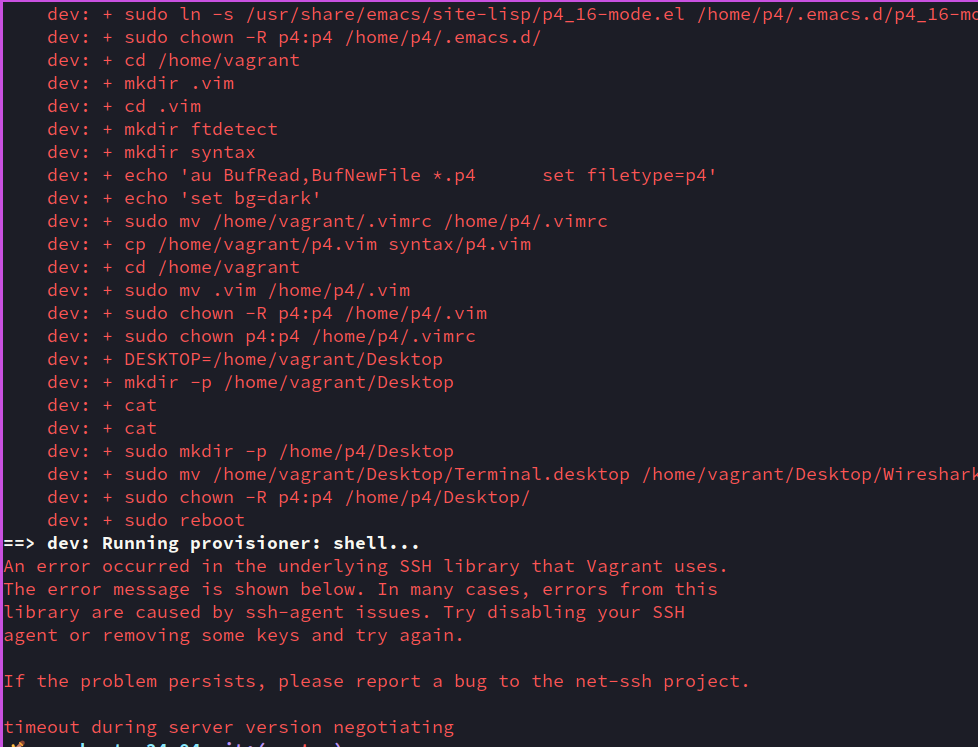 dev: + sudo ln -s /usr/share/emacs/site-lisp/p4_16-mode.el /home/p4/.emacs.d/p4_16-mo
dev: + sudo chown -R p4:p4 /home/p4/.emacs.d/
dev: + cd /home/vagrant
dev: + mkdir .vim
dev: + cd .vim
dev: + mkdir ftdetect
dev: + mkdir syntax
dev: + echo 'au BufRead,BufNewFile *.p4      set filetype=p4'
dev: + echo 'set bg=dark'
dev: + sudo mv /home/vagrant/.vimrc /home/p4/.vimrc
dev: + cp /home/vagrant/p4.vim syntax/p4.vim
dev: + cd /home/vagrant
dev: + sudo mv .vim /home/p4/.vim
dev: + sudo chown -R p4:p4 /home/p4/.vim
dev: + sudo chown p4:p4 /home/p4/.vimrc
dev: + DESKTOP=/home/vagrant/Desktop
dev: + mkdir -p /home/vagrant/Desktop
dev: + cat
dev: + cat
dev: + sudo mkdir -p /home/p4/Desktop
dev: + sudo mv /home/vagrant/Desktop/Terminal.desktop /home/vagrant/Desktop/Wireshark
dev: + sudo chown -R p4:p4 /home/p4/Desktop/
dev: + sudo reboot
==> dev: Running provisioner: shell...
An error occurred in the underlying SSH library that Vagrant uses.
The error message is shown below. In many cases, errors from this
library are caused by ssh-agent issues. Try disabling your SSH
agent or removing some keys and try again.
If the problem persists, please report a bug to the net-ssh project.
timeout during server version negotiating